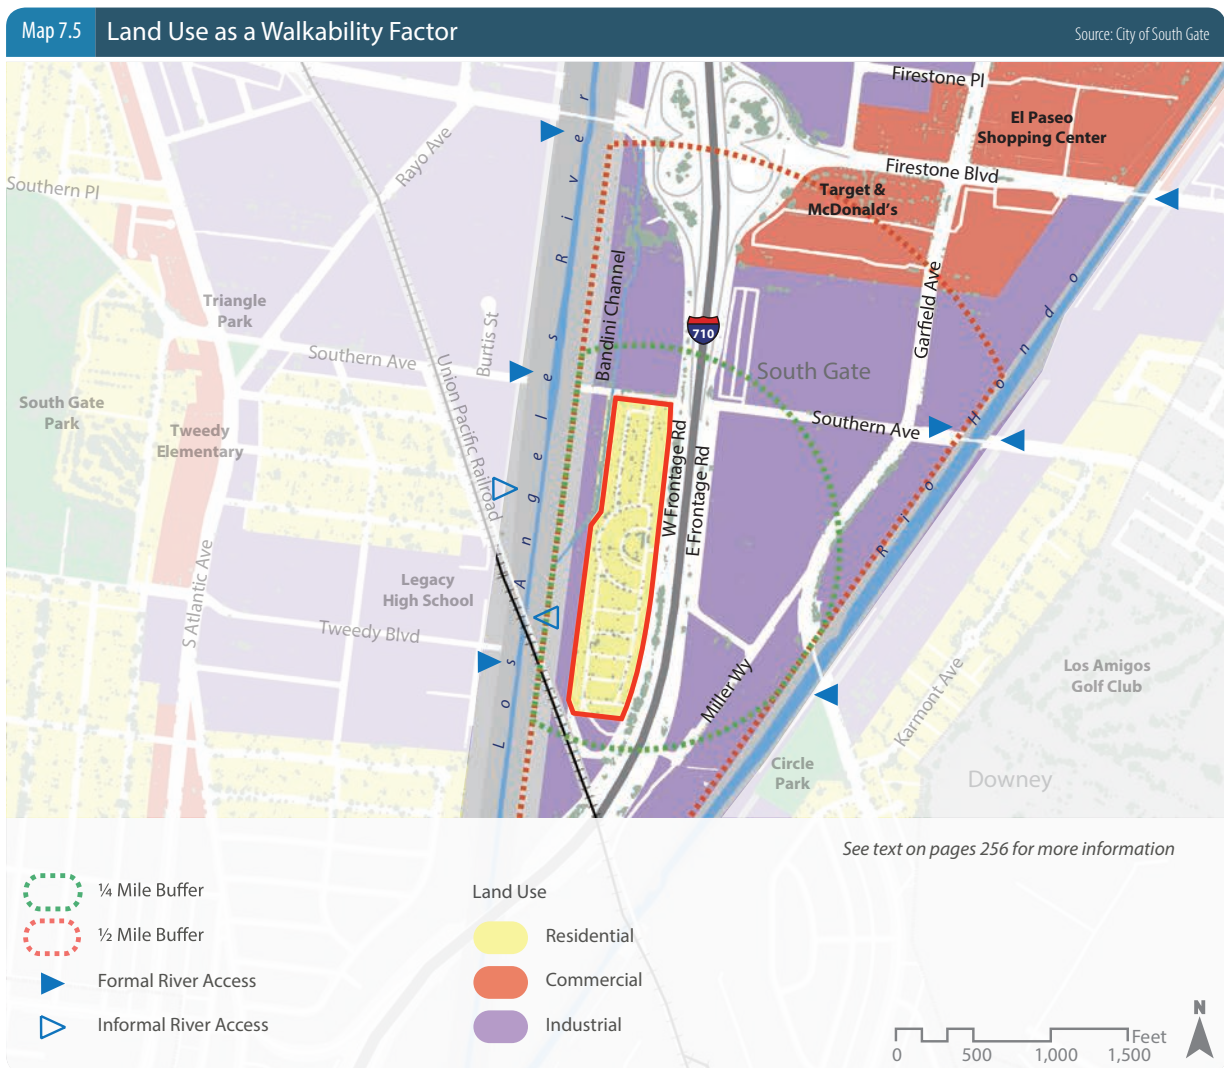 Map 7.5
Land Use as a Walkability Factor
Source: City of South Gate
Firestone Pl
El Paseo
Shopping Center
Rayo Ave
Firestone Blvd
Southern Pl
Target &
McDonald's
Los Angeles River
Bandini Channel
Garfield Ave
Rio Hondo
Triangle
Park
Burtis St
710
Southern Ave
Union Pacific Railroad
South Gate
South Gate
Park
Tweedy
Elementary
Southern Ave
W Frontage Rd
E Frontage Rd
S Atlantic Ave
Legacy
High School
Tweedy Blvd
Miller Wy
Karmont Ave
Los Amigos
Golf Club
Circle
Park
Downey
See text on pages 256 for more information
¼ Mile Buffer
½ Mile Buffer
Formal River Access
Informal River Access
Land Use
Residential
Commercial
Industrial
N
Feet
0 500 1,000 1,500